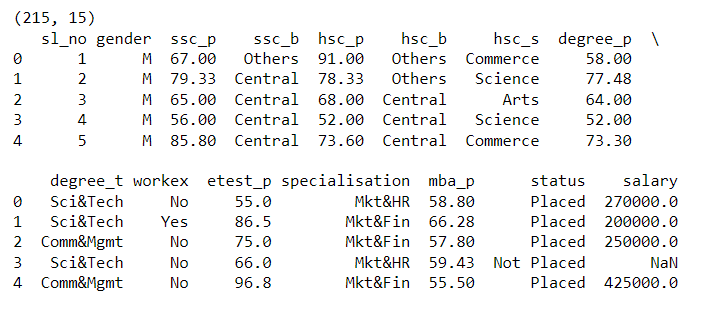 (215, 15)
sl_no gender ssc_p ssc_b hsc_p hsc_b hsc_s degree_p \
0 1 M 67.00 Others 91.00 Others Commerce 58.00
1 2 M 79.33 Central 78.33 Others Science 77.48
2 3 M 65.00 Central 68.00 Central Arts 64.00
3 4 M 56.00 Central 52.00 Central Science 52.00
4 5 M 85.80 Central 73.60 Central Commerce 73.30
degree_t workex etest_p specialisation mba_p status salary
0 Sci&Tech No 55.0 Mkt&HR 58.80 Placed 270000.0
1 Sci&Tech Yes 86.5 Mkt&Fin 66.28 Placed 200000.0
2 Comm&Mgmt No 75.0 Mkt&Fin 57.80 Placed 250000.0
3 Sci&Tech No 66.0 Mkt&HR 59.43 Not Placed NaN
4 Comm&Mgmt No 96.8 Mkt&Fin 55.50 Placed 425000.0